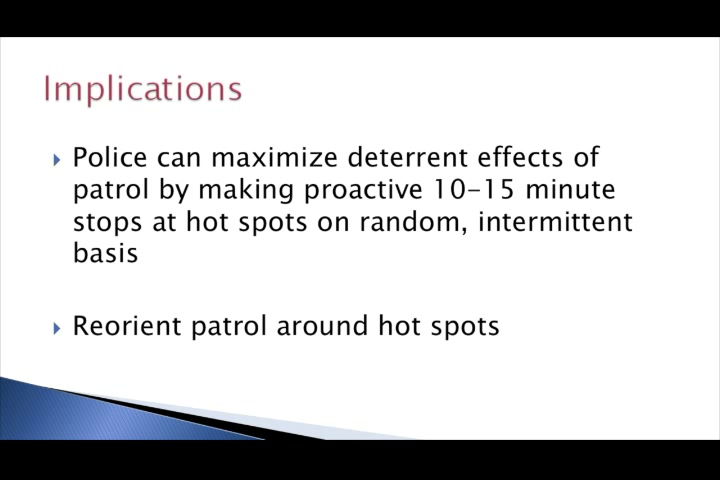 Implications
Police can maximize deterrent effects of
patrol by making proactive 10-15 minute
stops at hot spots on random, intermittent
basis
Reorient patrol around hot spots